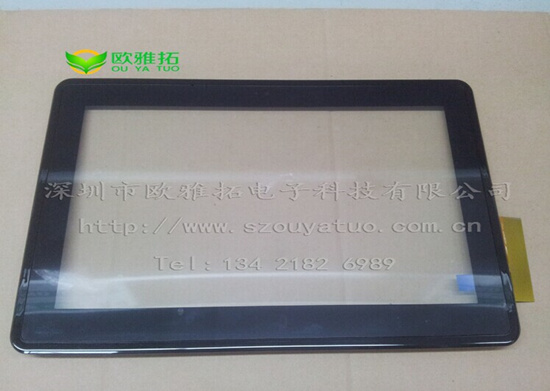 欧雅拓
OU YA TUO
深圳市欧雅拓电子科技有限公司
http://www.szouyatuo.com.cn
Tel: 134 2182 6989